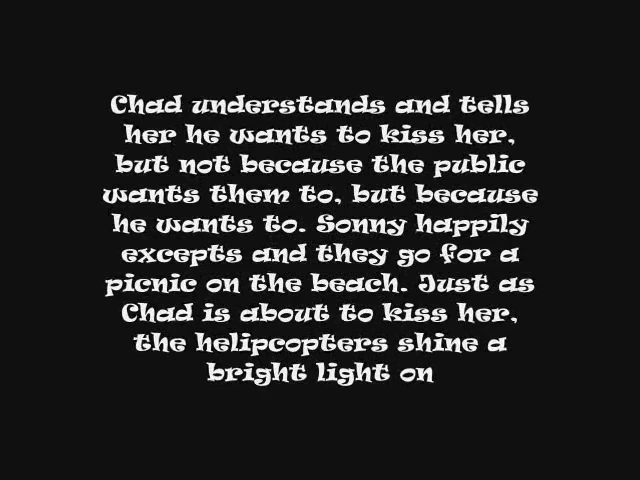 Chad understands and tells
her he wants to kiss her,
but not because the public
wants them to, but because
he wants to. Sonny happily
excepts and they go for a
picnic on the beach. Just as
Chad is about to kiss her,
the helipcopters shine a
bright light on